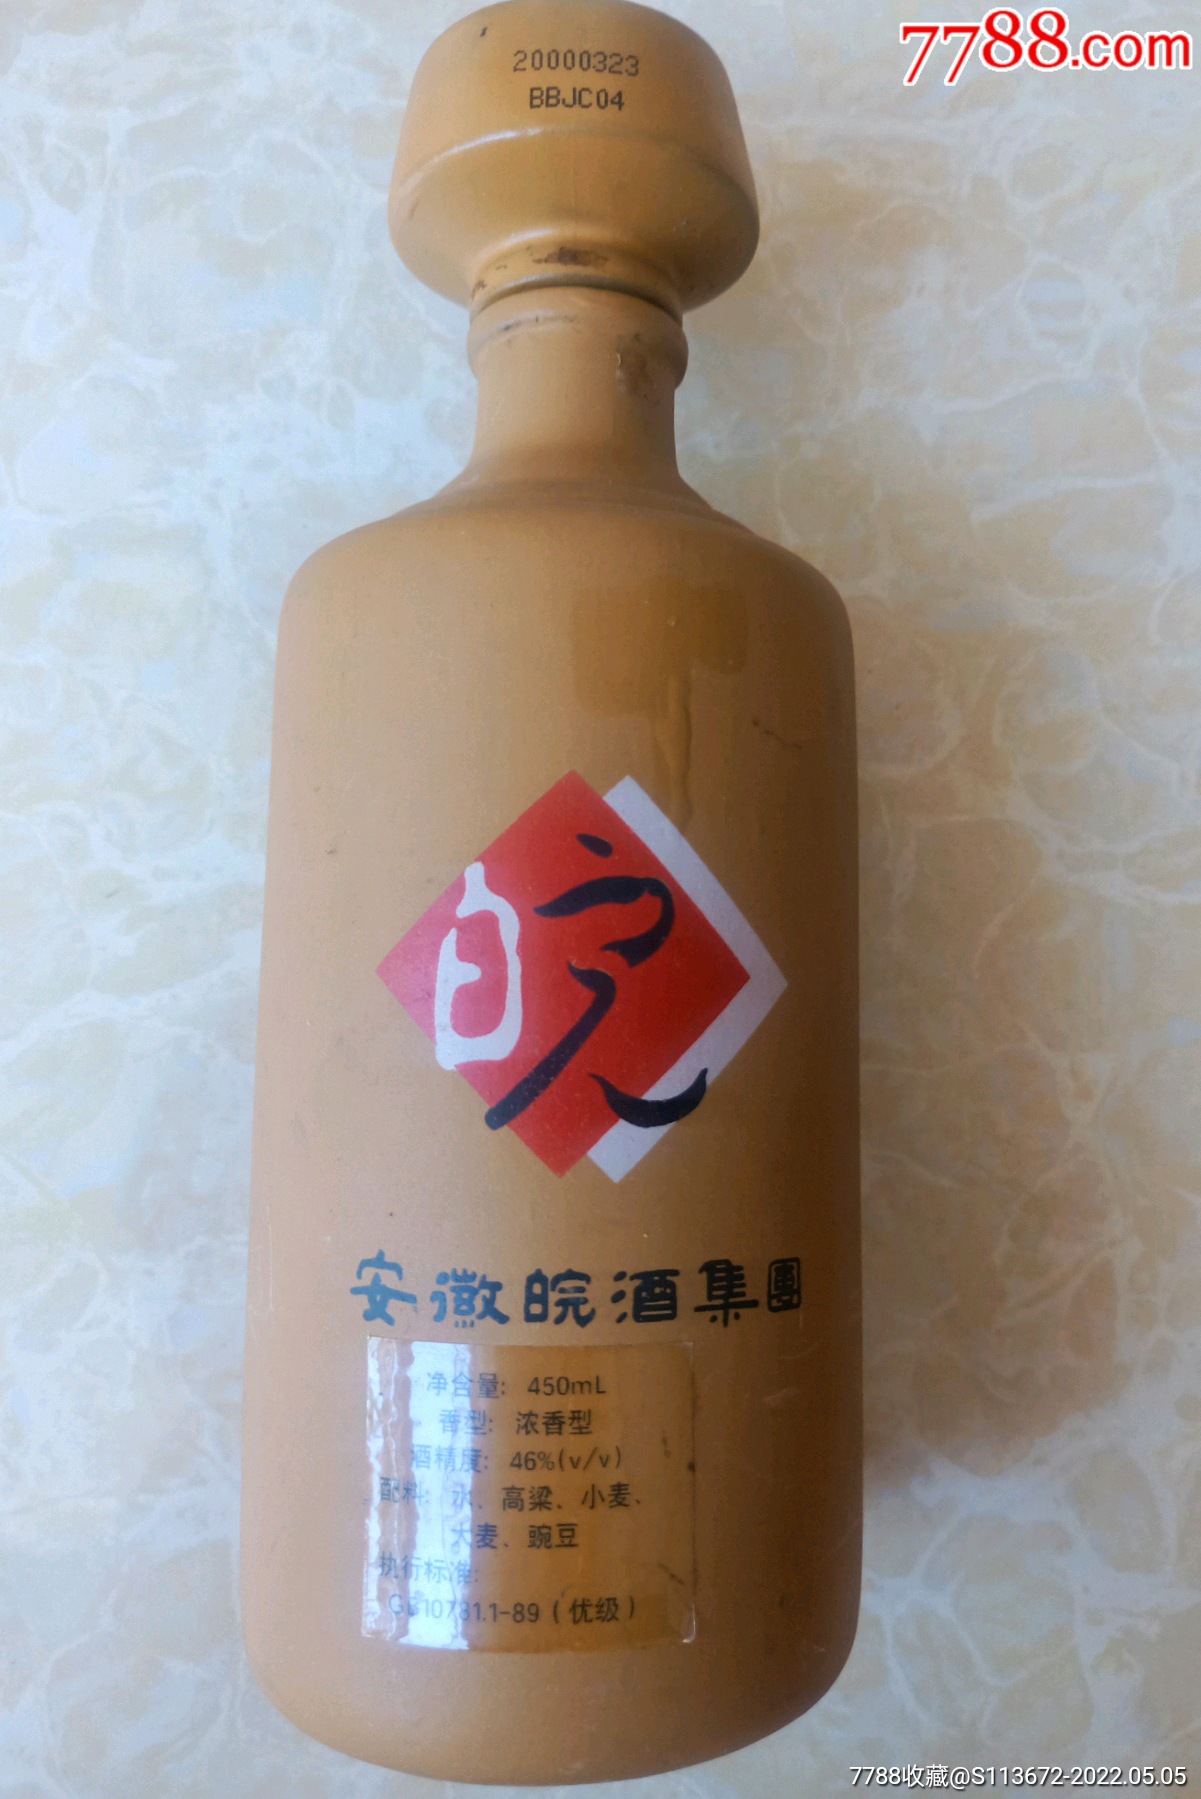 7788.com
20000323
BBJC04
皖
安徽皖酒集團
净含量: 450mL
香型: 浓香型
酒精度: 46%(v/v)
配料: 水、高粱、小麦、
大麦、豌豆
执行标准:
GB10781.1-89（优级）
7788收藏@S113672-2022.05.05